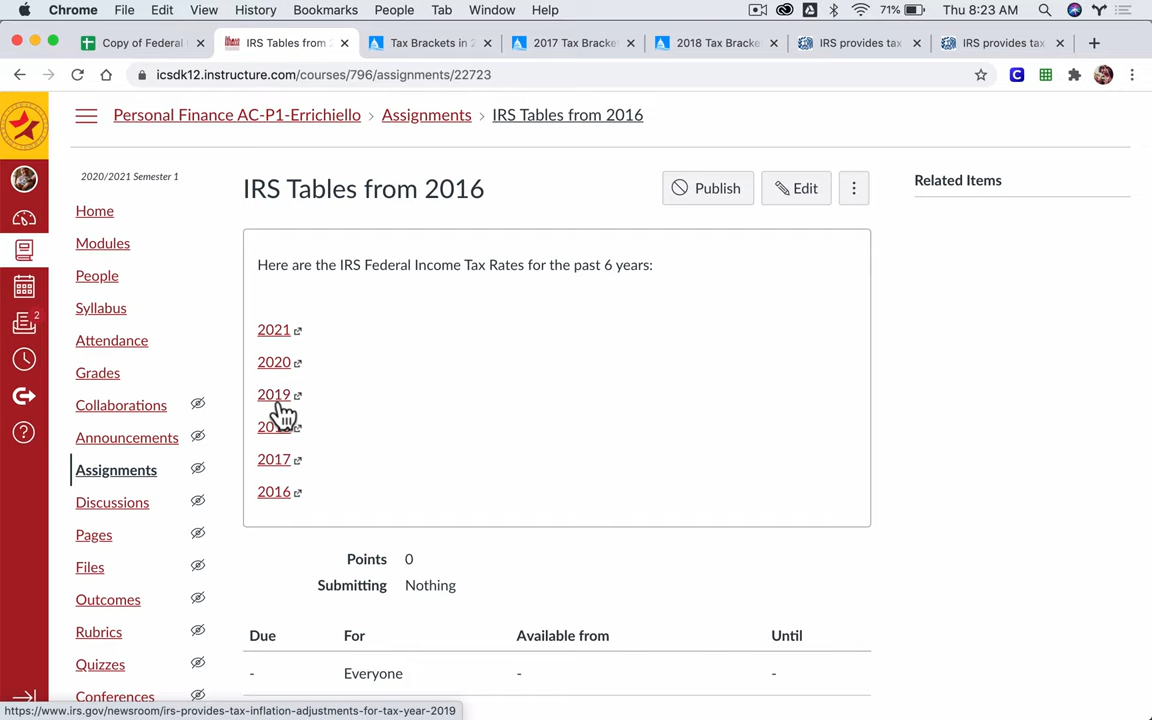 Chrome File Edit View History Bookmarks People Tab Window Help 71% Thu 8:23 AM
Copy of Federal IRS Tables from Tax Brackets in 2 2017 Tax Bracke 2018 Tax Bracke IRS provides tax IRS provides tax
icsdk12.instructure.com/courses/796/assignments/22723
Personal Finance AC-P1-Errichiello › Assignments › IRS Tables from 2016
2020/2021 Semester 1
Home
Modules
People
Syllabus
Attendance
Grades
Collaborations
Announcements
Assignments
Discussions
Pages
Files
Outcomes
Rubrics
Quizzes
Conferences
2
IRS Tables from 2016
Publish
Edit
Related Items
Here are the IRS Federal Income Tax Rates for the past 6 years:
2021
2020
2019
2017
2016
Points 0
Submitting Nothing
Due For Available from Until
- Everyone - -
https://www.irs.gov/newsroom/irs-provides-tax-inflation-adjustments-for-tax-year-2019